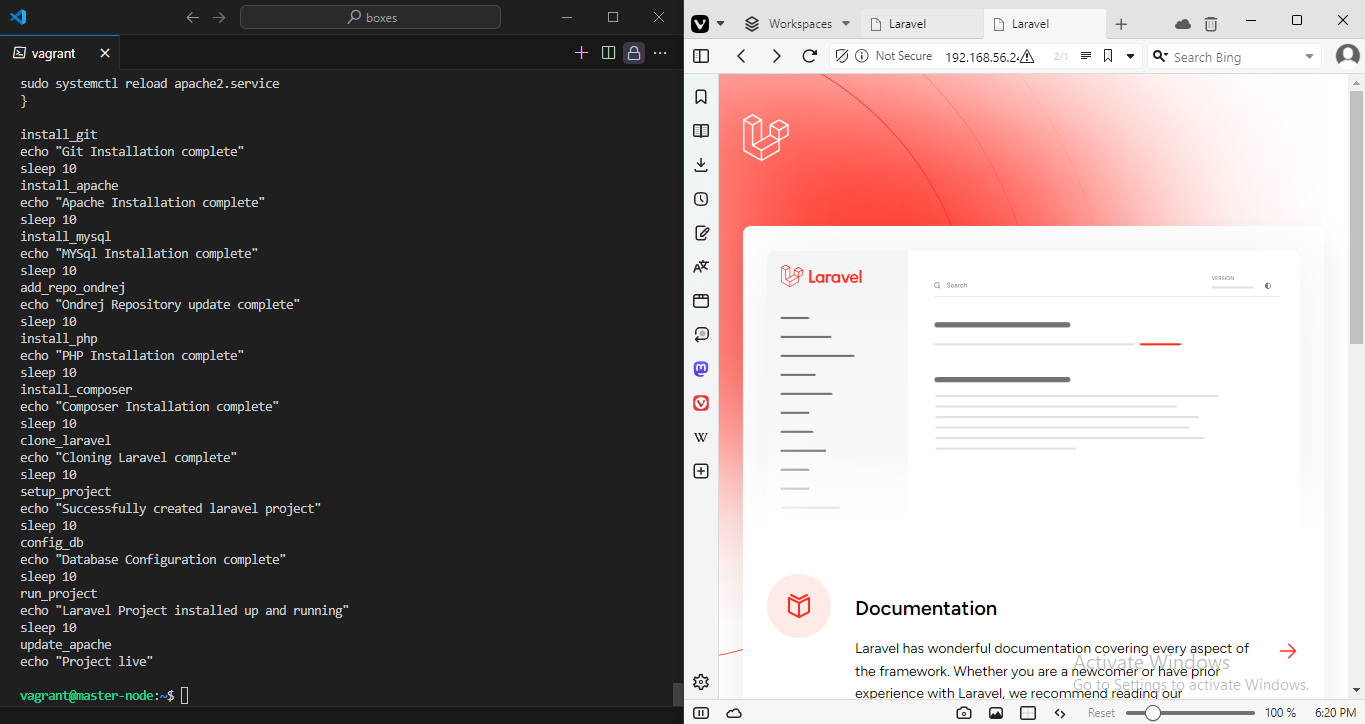 boxes
vagrant
sudo systemctl reload apache2.service
}
install_git
echo "Git Installation complete"
sleep 10
install_apache
echo "Apache Installation complete"
sleep 10
install_mysql
echo "MYSql Installation complete"
sleep 10
add_repo_ondrej
echo "Ondrej Repository update complete"
sleep 10
install_php
echo "PHP Installation complete"
sleep 10
install_composer
echo "Composer Installation complete"
sleep 10
clone_laravel
echo "Cloning Laravel complete"
sleep 10
setup_project
echo "Successfully created laravel project"
sleep 10
config_db
echo "Database Configuration complete"
sleep 10
run_project
echo "Laravel Project installed up and running"
sleep 10
update_apache
echo "Project live"
vagrant@master-node:~$
Workspaces
Laravel
Laravel
Not Secure
192.168.56.2
2/1
Search Bing
Laravel
Search
VERSION
Documentation
Laravel has wonderful documentation covering every aspect of
the framework. Whether you are a newcomer or have prior
experience with Laravel, we recommend reading our
Activate Windows
Go to Settings to activate Windows.
Reset
100 %
6:20 PM